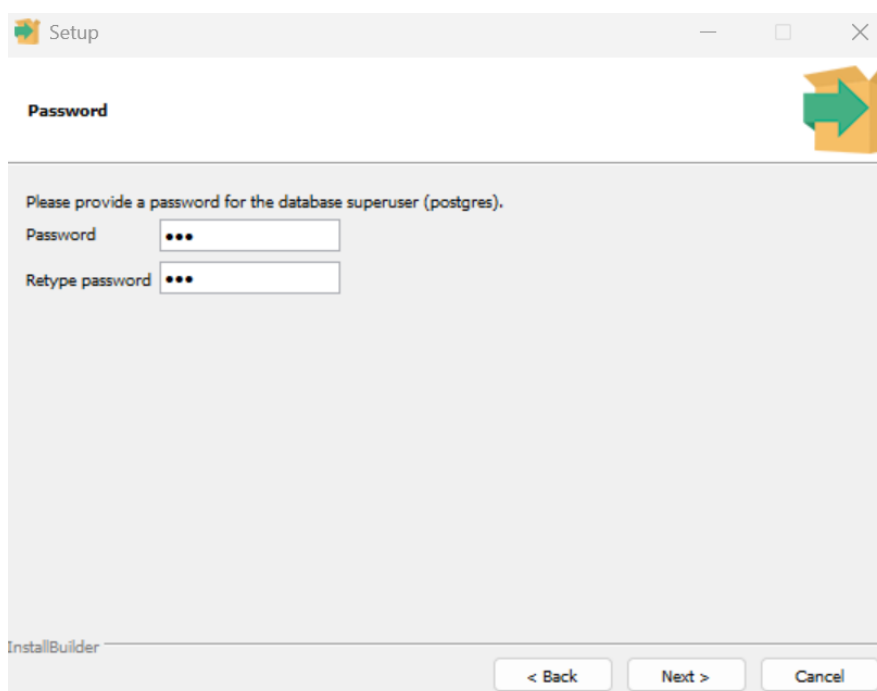 Setup
Password
Please provide a password for the database superuser (postgres).
Password •••
Retype password •••
InstallBuilder
< Back Next > Cancel